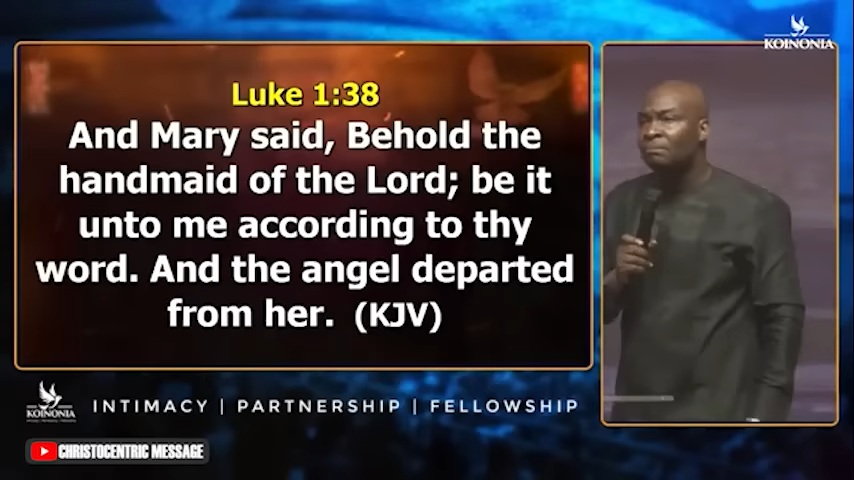 KOINONIA
Luke 1:38
And Mary said, Behold the
handmaid of the Lord; be it
unto me according to thy
word. And the angel departed
from her. (KJV)
KOINONIA
INTIMACY | PARTNERSHIP | FELLOWSHIP
CHRISTOCENTRIC MESSAGE